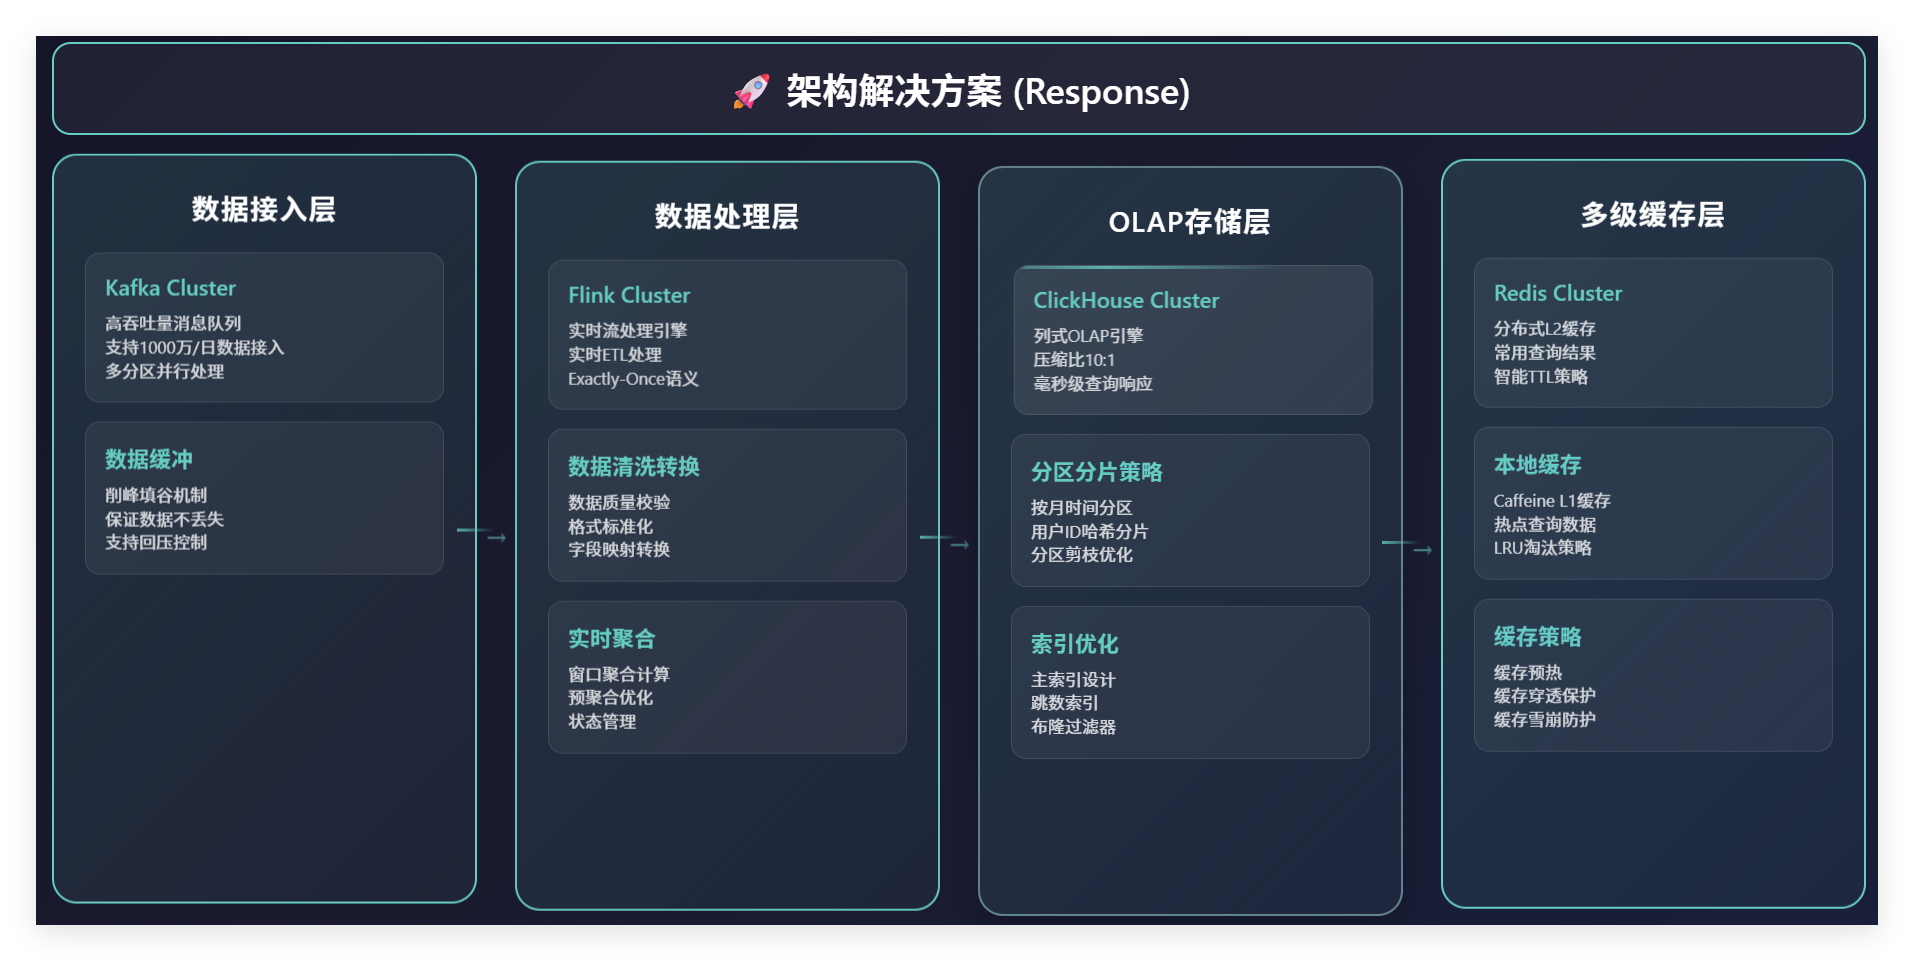 🚀 架构解决方案 (Response)
数据接入层
Kafka Cluster
高吞吐量消息队列
支持1000万/日数据接入
多分区并行处理
数据缓冲
削峰填谷机制
保证数据不丢失
支持回压控制
→
数据处理层
Flink Cluster
实时流处理引擎
实时ETL处理
Exactly-Once语义
数据清洗转换
数据质量校验
格式标准化
字段映射转换
实时聚合
窗口聚合计算
预聚合优化
状态管理
→
OLAP存储层
ClickHouse Cluster
列式OLAP引擎
压缩比10:1
毫秒级查询响应
分区分片策略
按月时间分区
用户ID哈希分片
分区剪枝优化
索引优化
主索引设计
跳数索引
布隆过滤器
→
多级缓存层
Redis Cluster
分布式L2缓存
常用查询结果
智能TTL策略
本地缓存
Caffeine L1缓存
热点查询数据
LRU淘汰策略
缓存策略
缓存预热
缓存穿透保护
缓存雪崩防护